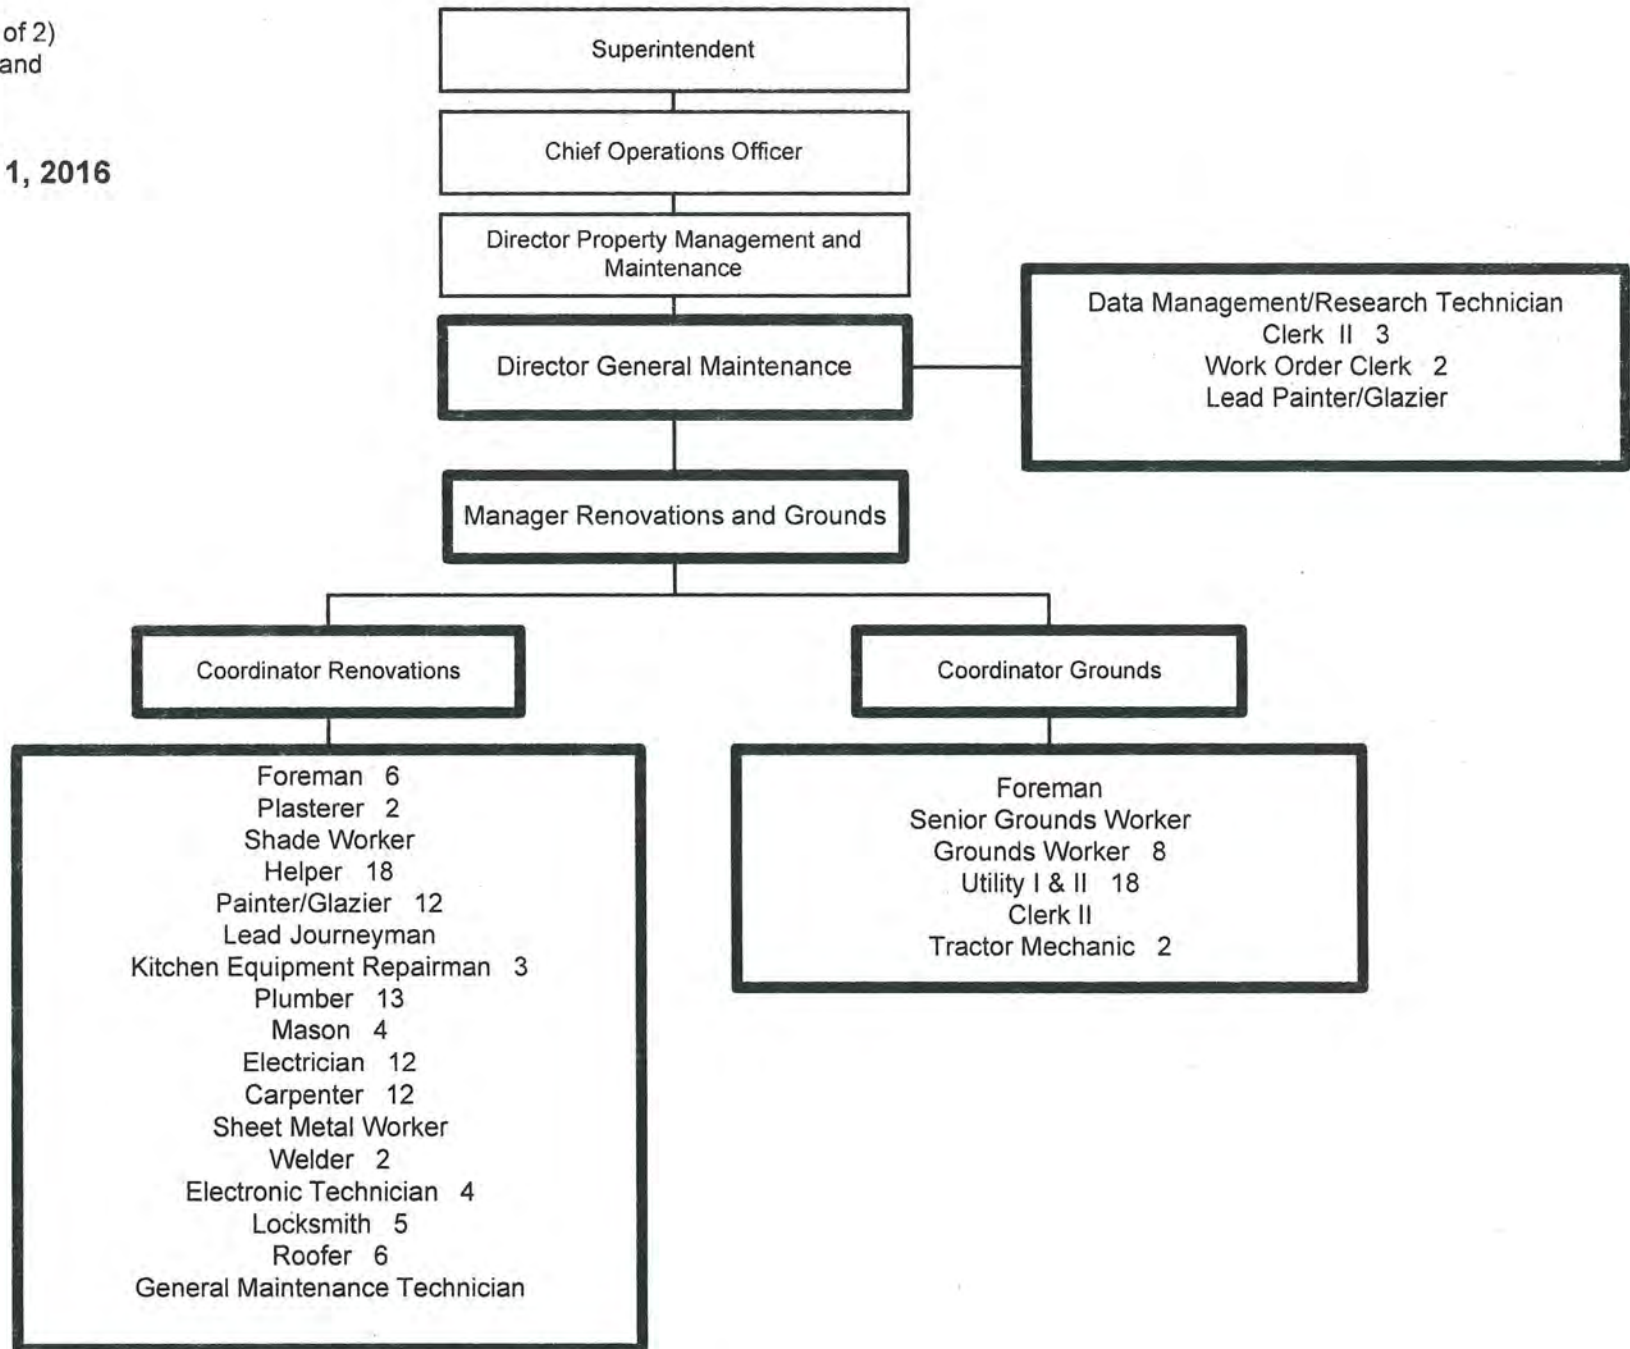 of 2)
and
1, 2016
Superintendent
Chief Operations Officer
Director Property Management and
Maintenance
Director General Maintenance
Data Management/Research Technician
Clerk II 3
Work Order Clerk 2
Lead Painter/Glazier
Manager Renovations and Grounds
Coordinator Renovations
Coordinator Grounds
Foreman 6
Plasterer 2
Shade Worker
Helper 18
Painter/Glazier 12
Lead Journeyman
Kitchen Equipment Repairman 3
Plumber 13
Mason 4
Electrician 12
Carpenter 12
Sheet Metal Worker
Welder 2
Electronic Technician 4
Locksmith 5
Roofer 6
General Maintenance Technician
Foreman
Senior Grounds Worker
Grounds Worker 8
Utility I & II 18
Clerk II
Tractor Mechanic 2